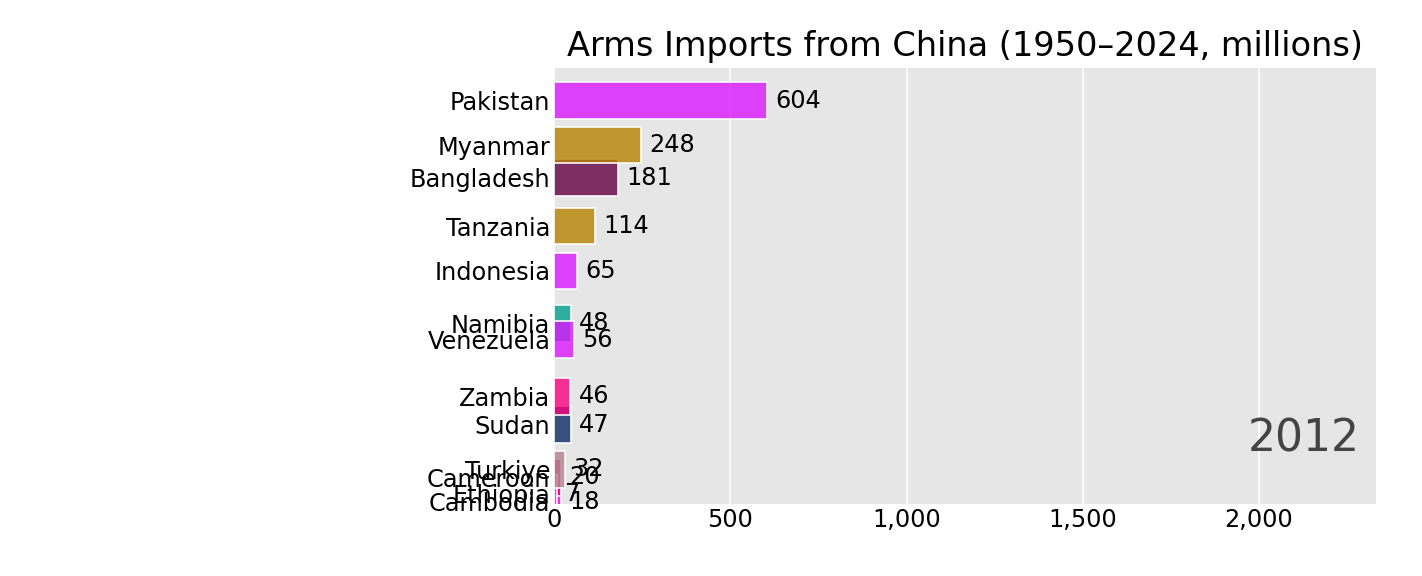 Arms Imports from China (1950–2024, millions)
Pakistan 604
Myanmar 248
Bangladesh 181
Tanzania 114
Indonesia 65
Namibia 48
Venezuela 56
Zambia 46
Sudan 47
2012
Turkiye 32
Cameroon 20
Ethiopia 7
Cambodia 18
0 500 1,000 1,500 2,000